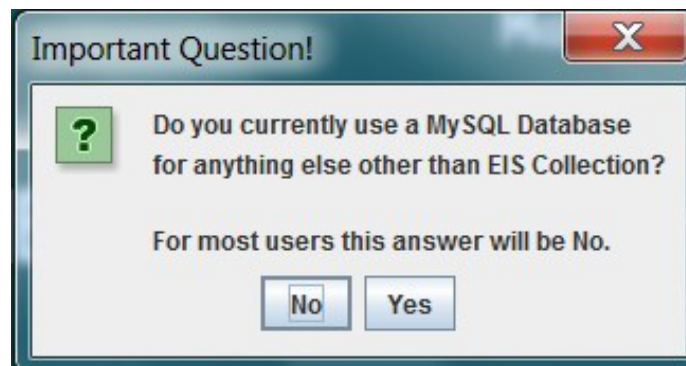 Important Question!
Do you currently use a MySQL Database
for anything else other than EIS Collection?
For most users this answer will be No.
No Yes